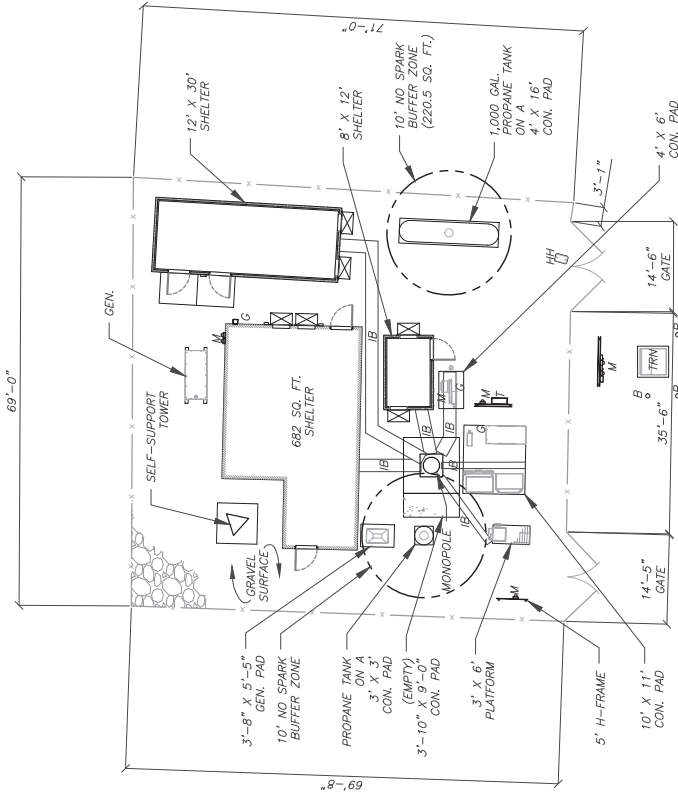 71'-0"
12' X 30'
SHELTER
8' X 12'
SHELTER
10' NO SPARK
BUFFER ZONE
(220.5 SQ. FT.)
1,000 GAL.
PROPANE TANK
ON A
4' X 16'
CON. PAD
4' X 6'
CON. PAD
3'-1"
69'-0"
GEN.
SELF-SUPPORT
TOWER
M
G
682 SQ. FT.
SHELTER
GRAVEL
SURFACE
IB
IB
IB
IB
IB
IB
M
G
M
T
G
HH
MONOPOLE
M
TRN
B
M
14'-6"
GATE
35'-6"
14'-5"
GATE
3'-8" X 5'-5"
GEN. PAD
10' NO SPARK
BUFFER ZONE
PROPANE TANK
ON A
3' X 3'
CON. PAD
(EMPTY)
3'-10" X 9'-0"
CON. PAD
3' X 6'
PLATFORM
5' H-FRAME
10' X 11'
CON. PAD
69'-8"